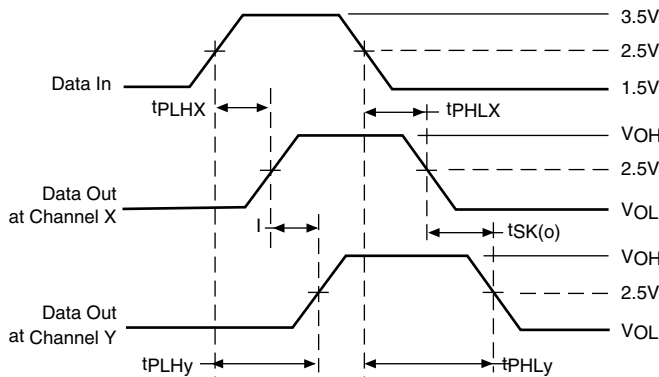 3.5V
2.5V
Data In
1.5V
tPLHX
tPHLX
VOH
Data Out
at Channel X
2.5V
VOL
I
tSK(o)
VOH
Data Out
at Channel Y
2.5V
VOL
tPLHy
tPHLy